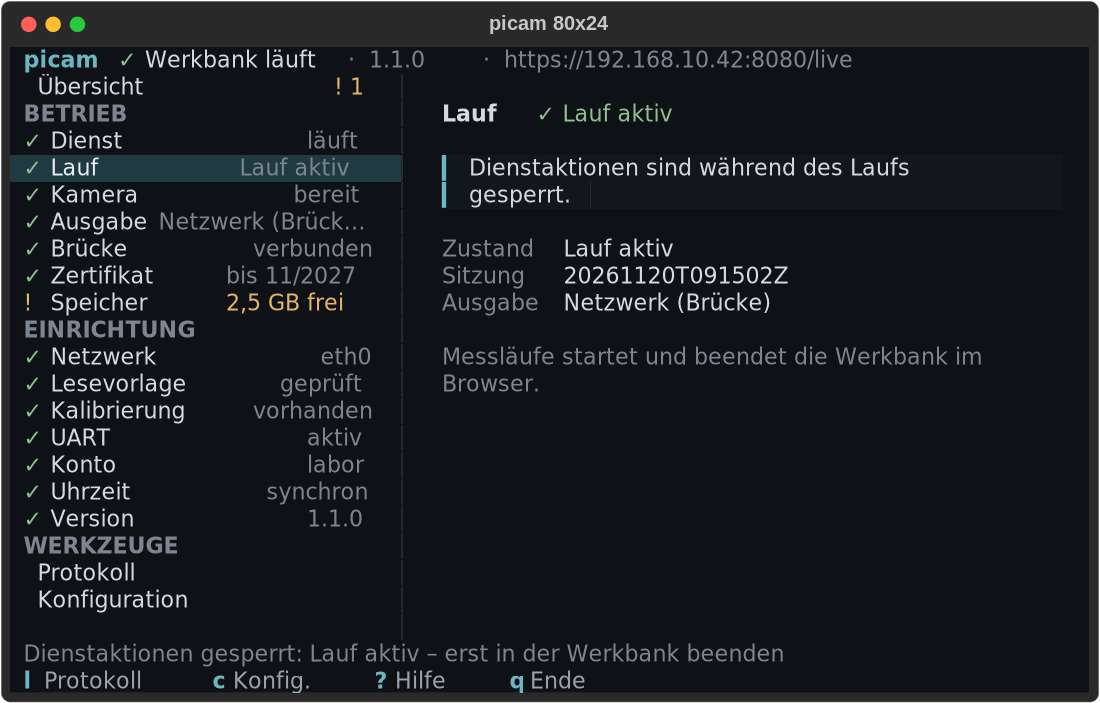 picam 80x24
picam ✓ Werkbank läuft · 1.1.0 · https://192.168.10.42:8080/live
Übersicht ! 1
BETRIEB
✓ Dienst läuft
✓ Lauf Lauf aktiv
✓ Kamera bereit
✓ Ausgabe Netzwerk (Brück…
✓ Brücke verbunden
✓ Zertifikat bis 11/2027
! Speicher 2,5 GB frei
EINRICHTUNG
✓ Netzwerk eth0
✓ Lesevorlage geprüft
✓ Kalibrierung vorhanden
✓ UART aktiv
✓ Konto labor
✓ Uhrzeit synchron
✓ Version 1.1.0
WERKZEUGE
Protokoll
Konfiguration
Lauf ✓ Lauf aktiv
Dienstaktionen sind während des Laufs
gesperrt.
Zustand Lauf aktiv
Sitzung 20261120T091502Z
Ausgabe Netzwerk (Brücke)
Messläufe startet und beendet die Werkbank im
Browser.
Dienstaktionen gesperrt: Lauf aktiv – erst in der Werkbank beenden
l Protokoll c Konfig. ? Hilfe q Ende